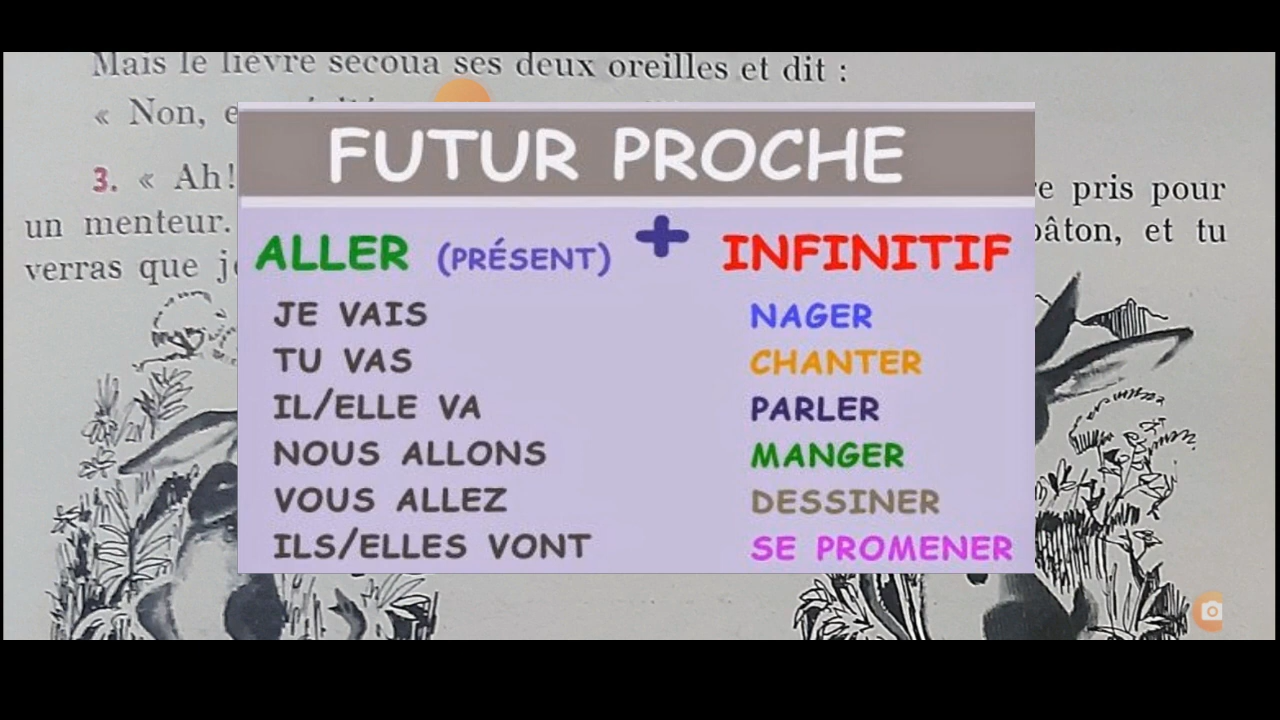 Mais le lièvre secoua ses deux oreilles et dit :
« Non, e
3. « Ah!
re pris pour
un menteur.
bâton, et tu
verras que je
FUTUR PROCHE
ALLER (PRÉSENT) + INFINITIF
JE VAIS NAGER
TU VAS CHANTER
IL/ELLE VA PARLER
NOUS ALLONS MANGER
VOUS ALLEZ DESSINER
ILS/ELLES VONT SE PROMENER